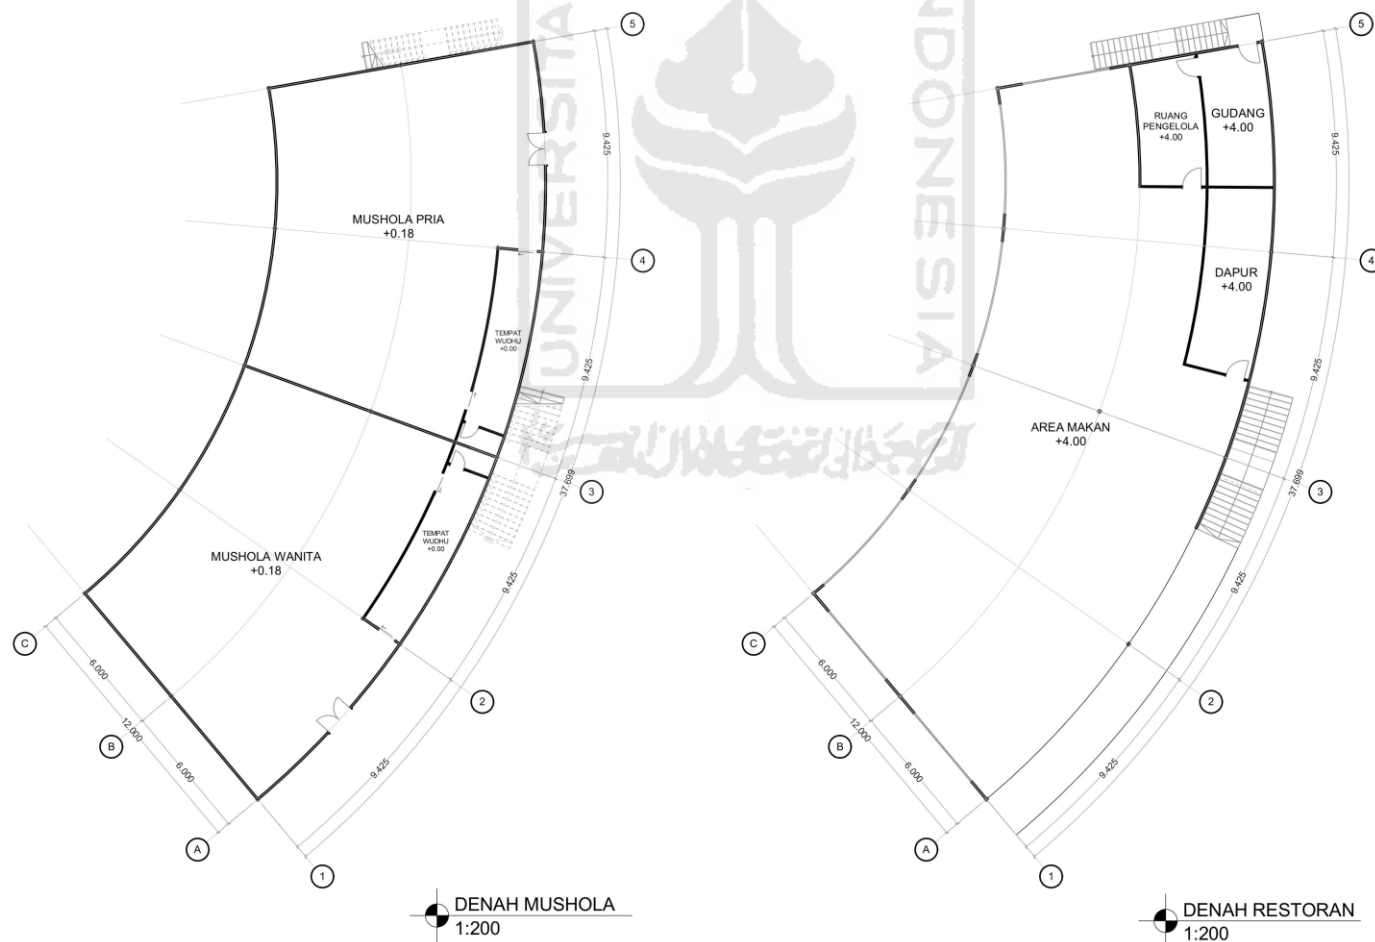 5
9.425
MUSHOLA PRIA
+0.18
4
TEMPAT
WUDHU
+0.00
9.425
37.699
3
MUSHOLA WANITA
+0.18
TEMPAT
WUDHU
+0.00
9.425
C
6.000
2
B
12.000
6.000
9.425
A
1
DENAH MUSHOLA
1:200
UNIVERSITA
NDONESIA
5
RUANG
PENGELOLA
+4.00
GUDANG
+4.00
9.425
4
DAPUR
+4.00
9.425
AREA MAKAN
+4.00
37.699
3
9.425
C
6.000
2
B
12.000
6.000
9.425
A
1
DENAH RESTORAN
1:200